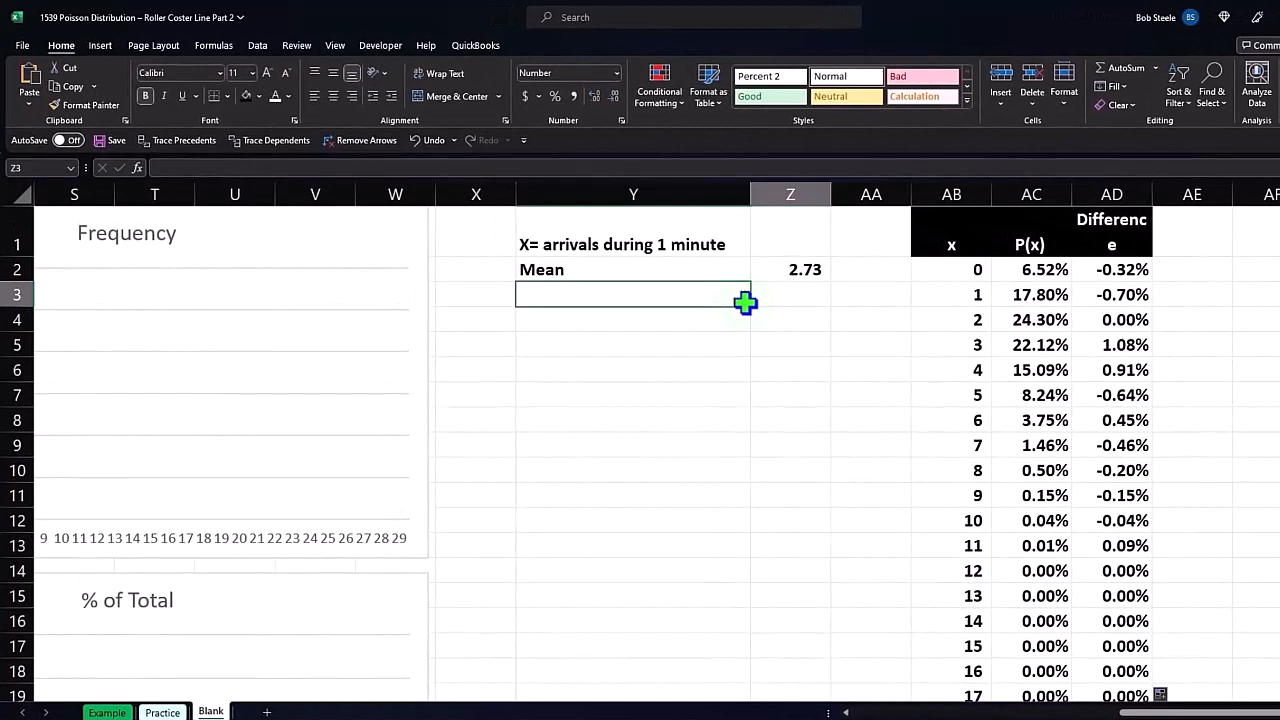 1539 Poisson Distribution – Roller Coster Line Part 2
Search
Bob Steele BS
File Home Insert Page Layout Formulas Data Review View Developer Help QuickBooks
Comm
Paste
Cut
Copy
Format Painter
Calibri 11
B I U
Wrap Text
Merge & Center
Number
$ % ,
Conditional Formatting
Format as Table
Percent 2 Normal Bad
Good Neutral Calculation
Insert Delete Format
AutoSum
Fill
Clear
Sort & Filter
Find & Select
Analyze Data
Clipboard Font Alignment Number Styles Cells Editing Analysis
AutoSave Off Save Trace Precedents Trace Dependents Remove Arrows Undo Redo
Z3 fx
S T U V W X Y Z AA AB AC AD AE AF
Frequency
Differenc
1 X= arrivals during 1 minute x P(x) e
2 Mean 2.73 0 6.52% -0.32%
3 1 17.80% -0.70%
4 2 24.30% 0.00%
5 3 22.12% 1.08%
6 4 15.09% 0.91%
7 5 8.24% -0.64%
8 6 3.75% 0.45%
9 7 1.46% -0.46%
10 8 0.50% -0.20%
11 9 0.15% -0.15%
12 10 0.04% -0.04%
9 10 11 12 13 14 15 16 17 18 19 20 21 22 23 24 25 26 27 28 29
13 11 0.01% 0.09%
14 12 0.00% 0.00%
15 % of Total 13 0.00% 0.00%
16 14 0.00% 0.00%
17 15 0.00% 0.00%
18 16 0.00% 0.00%
19 17 0.00% 0.00%
Example Practice Blank